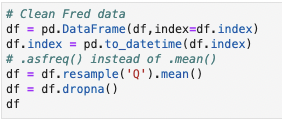 # Clean Fred data
df = pd.DataFrame(df,index=df.index)
df.index = pd.to_datetime(df.index)
# .asfreq() instead of .mean()
df = df.resample('Q').mean()
df = df.dropna()
df